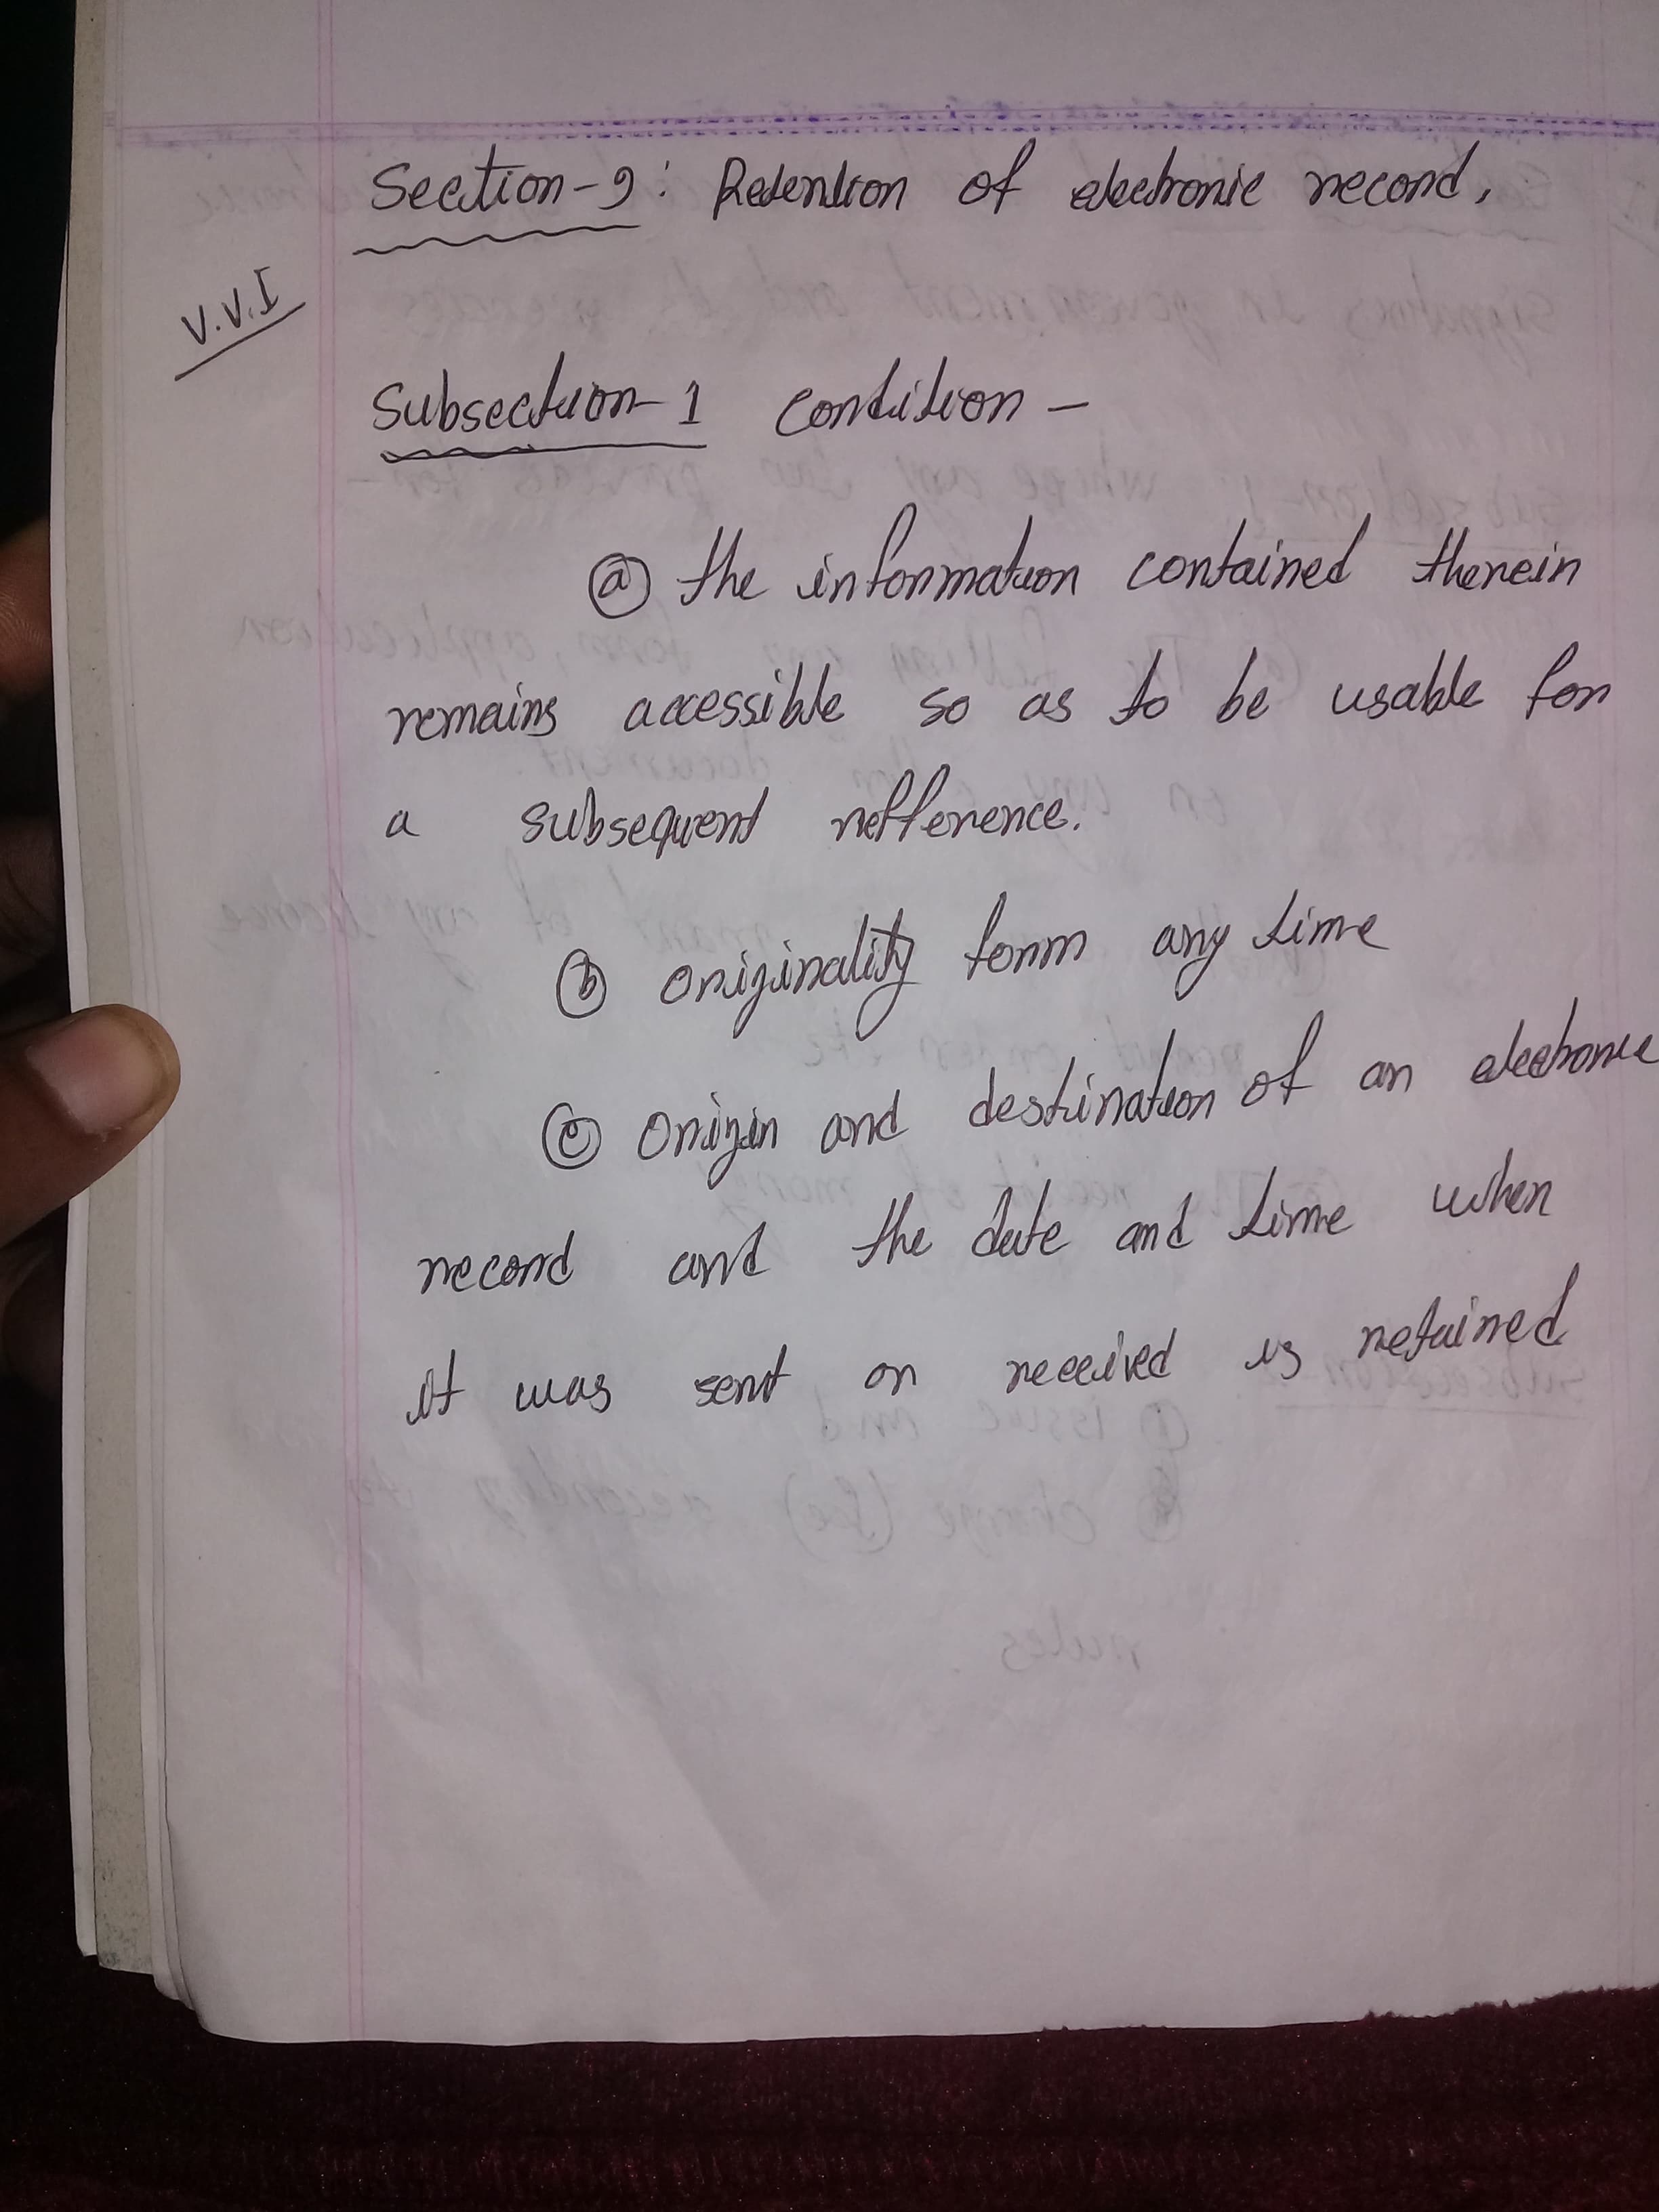 Section-9: Retention of electronic record,
V.V.I
Subsection-1 Condition -
(a) the information contained therein
remains accessible so as to be usable for
a subsequent refference.
(b) Originality form any time
(c) Origin and destination of an electronic
record and the date and time when
it was sent or received is retained